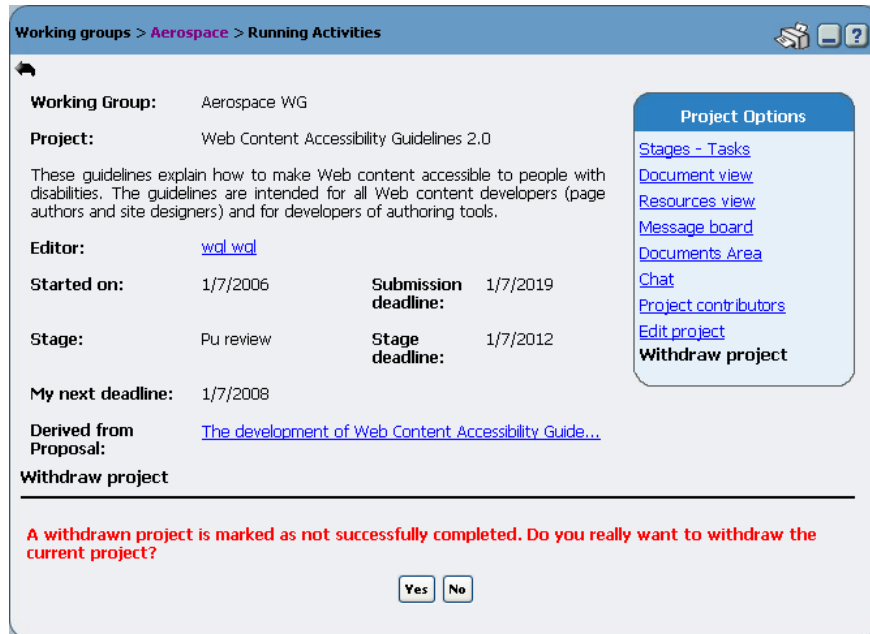 Working groups > Aerospace > Running Activities
?
Working Group: Aerospace WG
Project: Web Content Accessibility Guidelines 2.0
These guidelines explain how to make Web content accessible to people with
disabilities. The guidelines are intended for all Web content developers (page
authors and site designers) and for developers of authoring tools.
Editor: wgl wgl
Started on: 1/7/2006 Submission deadline: 1/7/2019
Stage: Pu review Stage deadline: 1/7/2012
My next deadline: 1/7/2008
Derived from Proposal: The development of Web Content Accessibility Guide...
Project Options
Stages - Tasks
Document view
Resources view
Message board
Documents Area
Chat
Project contributors
Edit project
Withdraw project
Withdraw project
A withdrawn project is marked as not successfully completed. Do you really want to withdraw the
current project?
Yes No